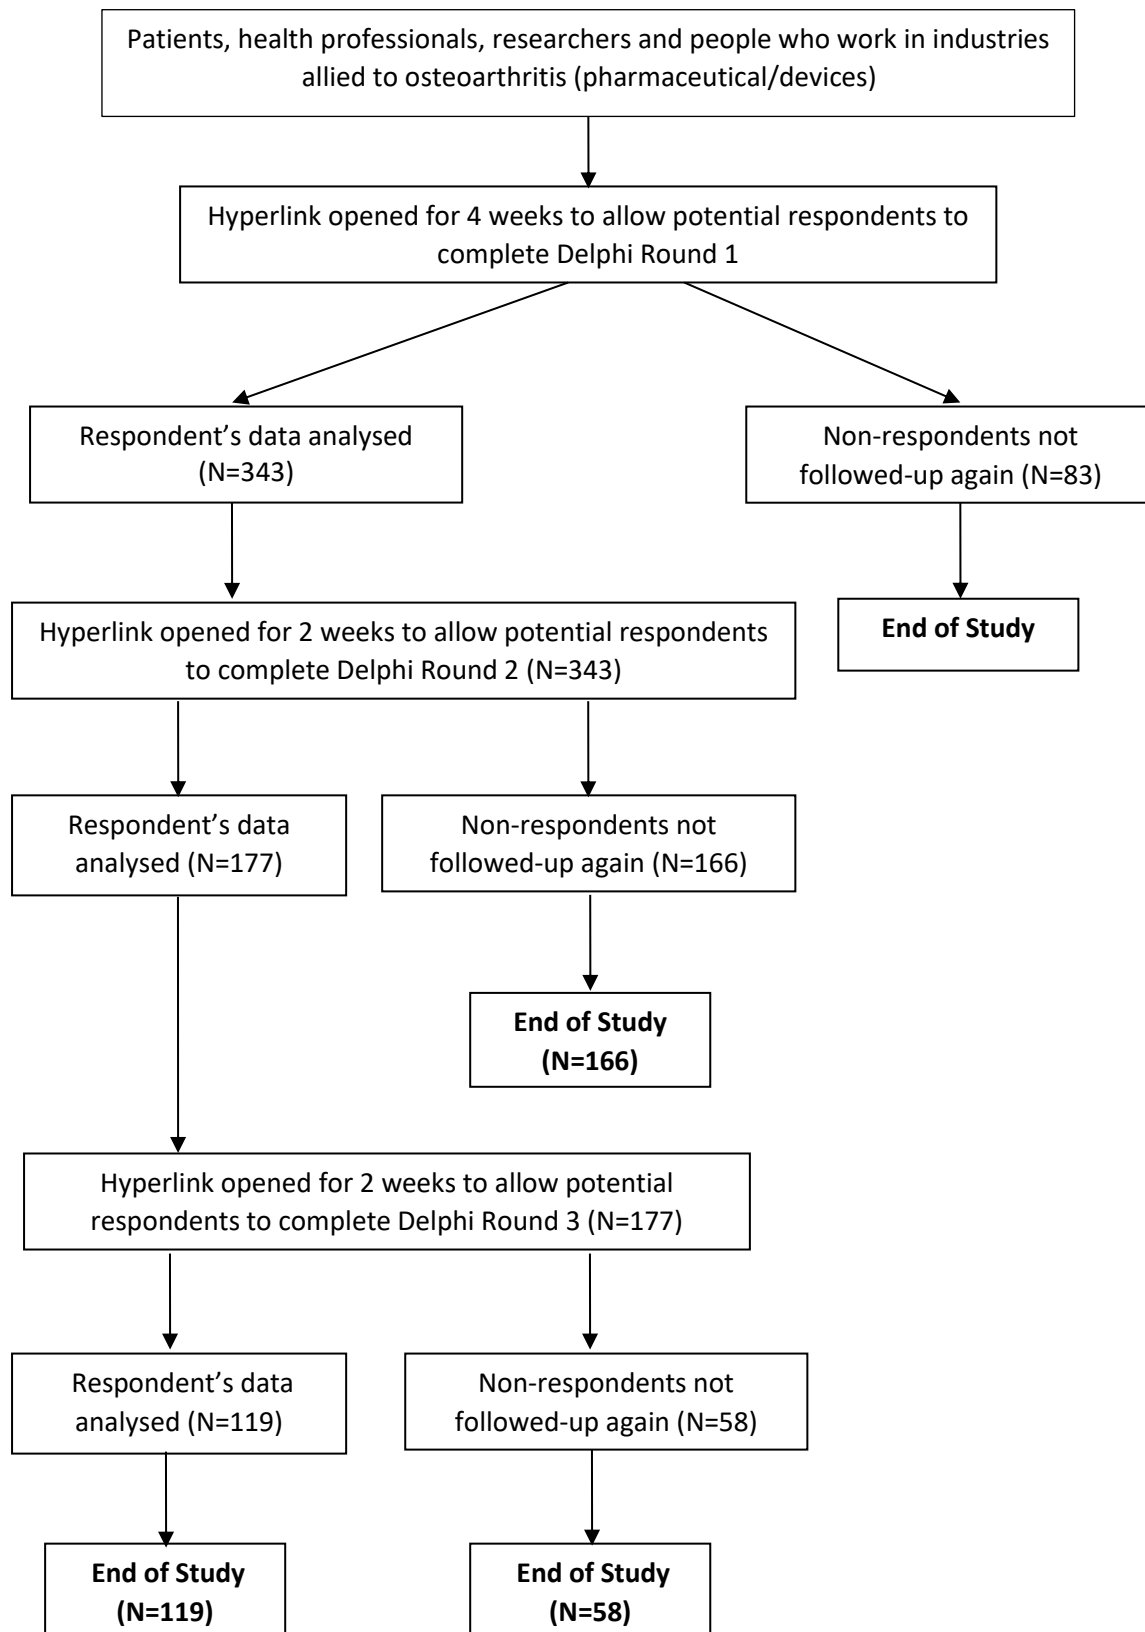 Patients, health professionals, researchers and people who work in industries
allied to osteoarthritis (pharmaceutical/devices)
Hyperlink opened for 4 weeks to allow potential respondents to
complete Delphi Round 1
Respondent’s data analysed
(N=343)
Non-respondents not
followed-up again (N=83)
Hyperlink opened for 2 weeks to allow potential respondents
to complete Delphi Round 2 (N=343)
End of Study
Respondent’s data
analysed (N=177)
Non-respondents not
followed-up again (N=166)
End of Study
(N=166)
Hyperlink opened for 2 weeks to allow potential
respondents to complete Delphi Round 3 (N=177)
Respondent’s data
analysed (N=119)
Non-respondents not
followed-up again (N=58)
End of Study
(N=119)
End of Study
(N=58)